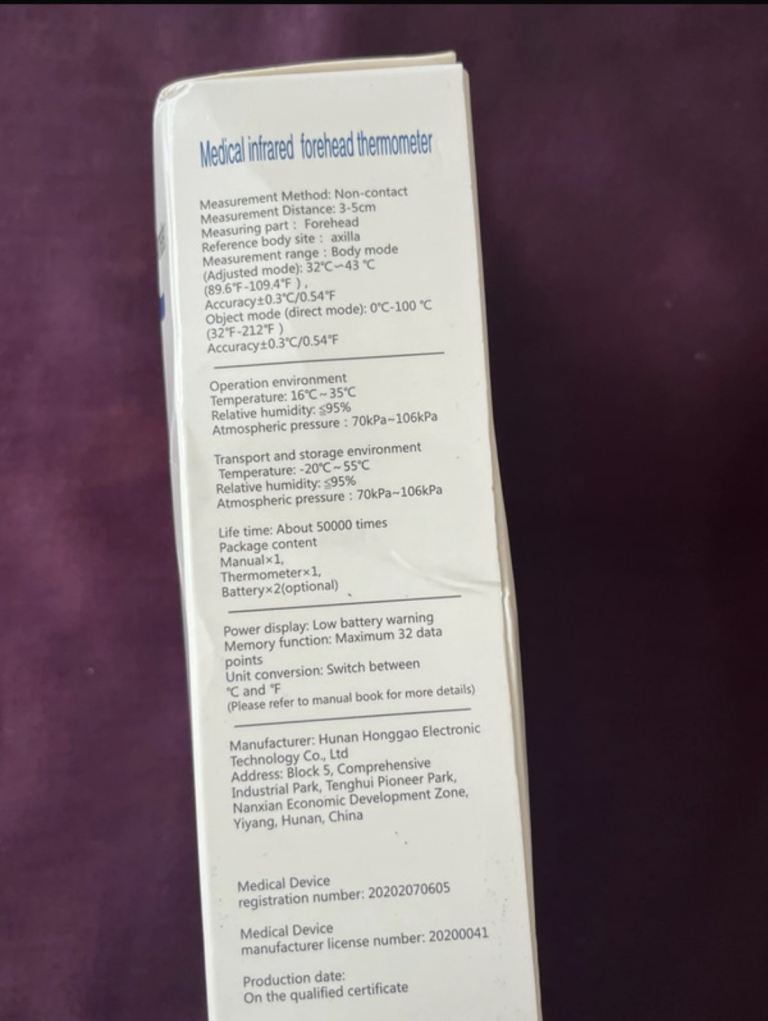 Medical infrared forehead thermometer
Measurement Method: Non-contact
Measurement Distance: 3-5cm
Measuring part : Forehead
Reference body site : axilla
Measurement range : Body mode
(Adjusted mode): 32℃~43 ℃
(89.6℉-109.4℉ ) ,
Accuracy±0.3℃/0.54℉
Object mode (direct mode): 0℃-100 ℃
(32℉-212℉ )
Accuracy±0.3℃/0.54℉
Operation environment
Temperature: 16℃~35℃
Relative humidity: ≦95%
Atmospheric pressure : 70kPa~106kPa
Transport and storage environment
Temperature: -20℃~55℃
Relative humidity: ≦95%
Atmospheric pressure : 70kPa~106kPa
Life time: About 50000 times
Package content
Manual×1,
Thermometer×1,
Battery×2(optional)
Power display: Low battery warning
Memory function: Maximum 32 data
points
Unit conversion: Switch between
℃ and ℉
(Please refer to manual book for more details)
Manufacturer: Hunan Honggao Electronic
Technology Co., Ltd
Address: Block 5, Comprehensive
Industrial Park, Tenghui Pioneer Park,
Nanxian Economic Development Zone,
Yiyang, Hunan, China
Medical Device
registration number: 20202070605
Medical Device
manufacturer license number: 20200041
Production date:
On the qualified certificate